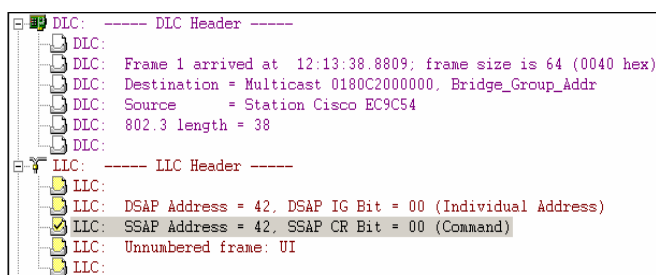 DLC: ----- DLC Header -----
DLC:
DLC: Frame 1 arrived at 12:13:38.8809; frame size is 64 (0040 hex)
DLC: Destination = Multicast 0180C2000000, Bridge_Group_Addr
DLC: Source = Station Cisco EC9C54
DLC: 802.3 length = 38
DLC:
LLC: ----- LLC Header -----
LLC:
LLC: DSAP Address = 42, DSAP IG Bit = 00 (Individual Address)
LLC: SSAP Address = 42, SSAP CR Bit = 00 (Command)
LLC: Unnumbered frame: UI
LLC: